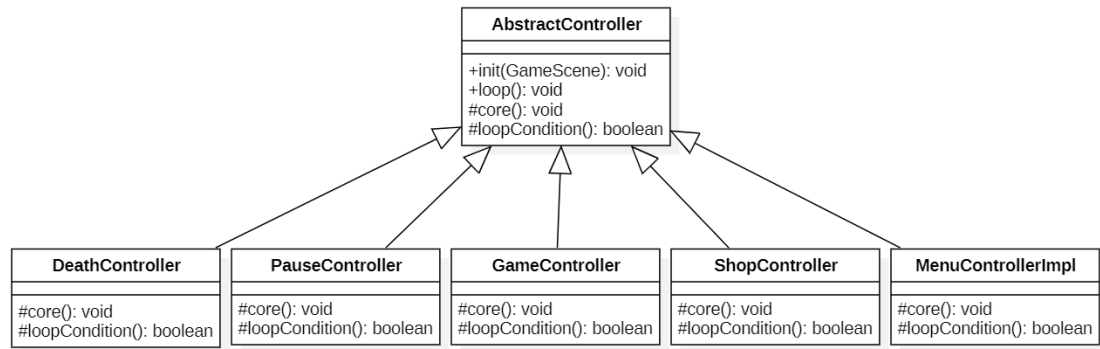 AbstractController
+init(GameScene): void
+loop(): void
#core(): void
#loopCondition(): boolean
DeathController
#core(): void
#loopCondition(): boolean
PauseController
#core(): void
#loopCondition(): boolean
GameController
#core(): void
#loopCondition(): boolean
ShopController
#core(): void
#loopCondition(): boolean
MenuControllerImpl
#core(): void
#loopCondition(): boolean